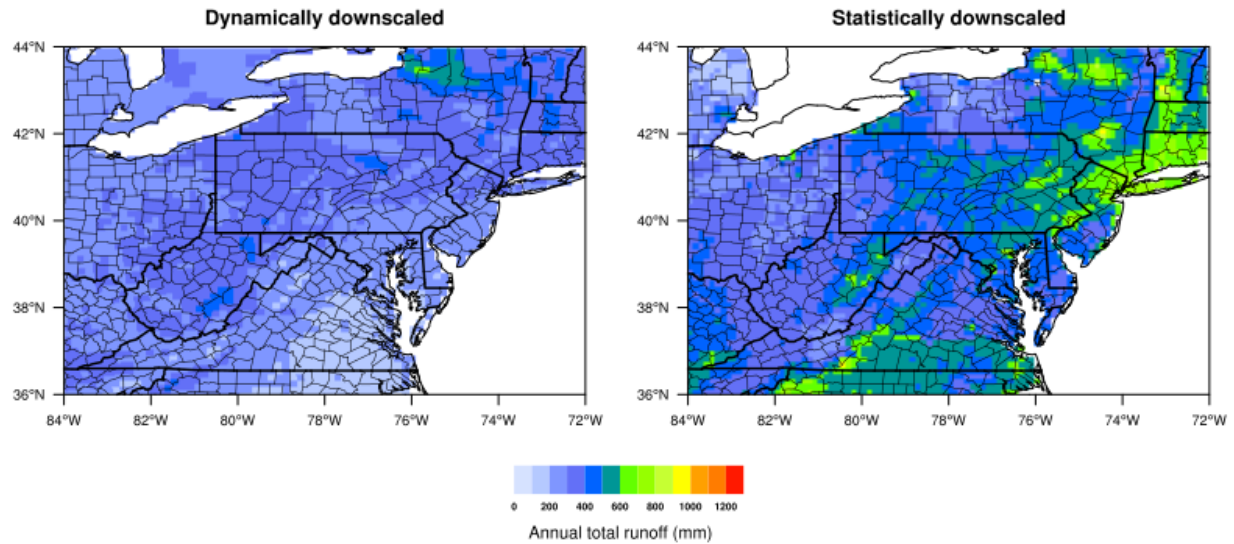 Dynamically downscaled
Statistically downscaled
44°N
42°N
40°N
38°N
36°N
84°W 82°W 80°W 78°W 76°W 74°W 72°W
44°N
42°N
40°N
38°N
36°N
84°W 82°W 80°W 78°W 76°W 74°W 72°W
0 200 400 600 800 1000 1200
Annual total runoff (mm)